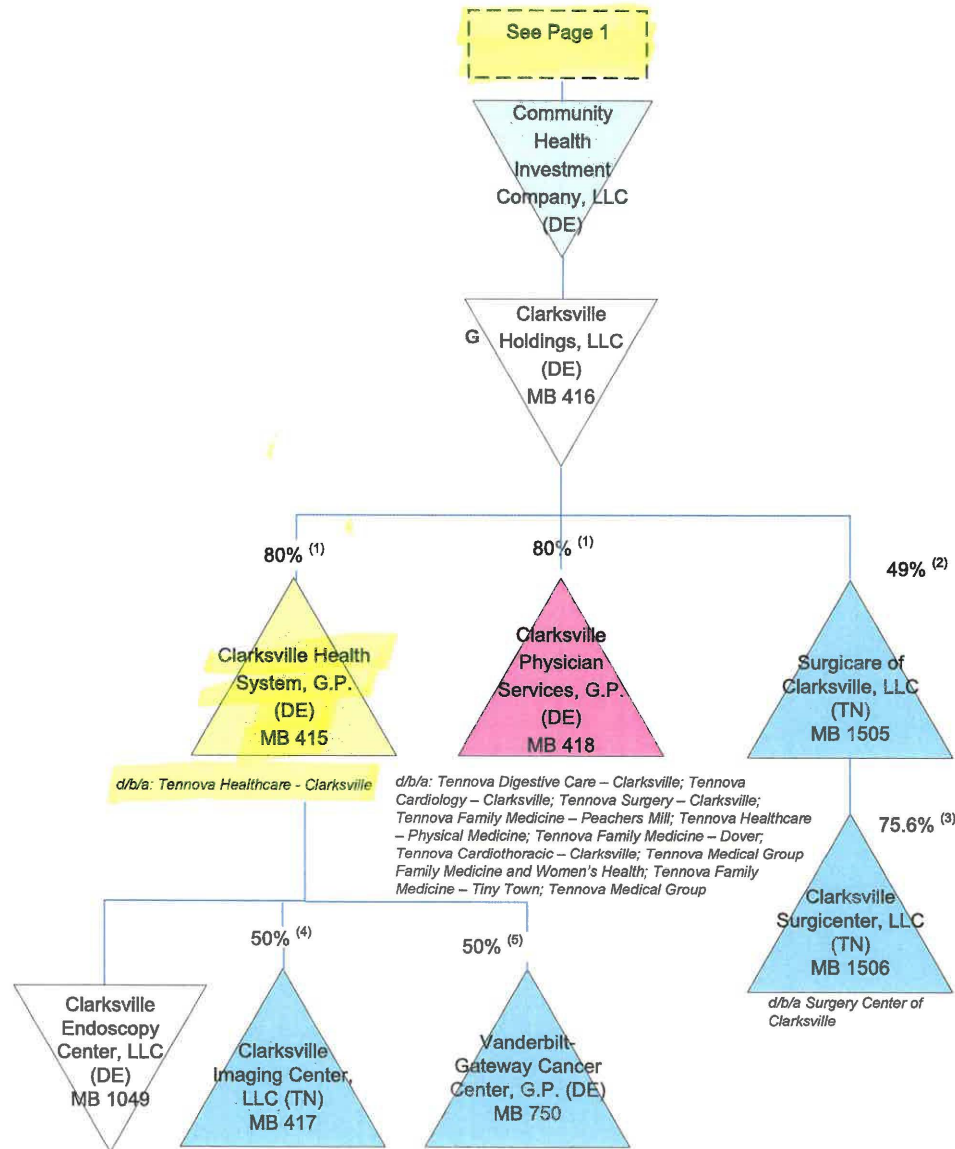 See Page 1
Community
Health
Investment
Company, LLC
(DE)
G
Clarksville
Holdings, LLC
(DE)
MB 416
80% (1)
80% (1)
49% (2)
Clarksville Health
System, G.P.
(DE)
MB 415
Clarksville
Physician
Services, G.P.
(DE)
MB 418
Surgicare of
Clarksville, LLC
(TN)
MB 1505
d/b/a: Tennova Healthcare - Clarksville
d/b/a: Tennova Digestive Care – Clarksville; Tennova
Cardiology – Clarksville; Tennova Surgery – Clarksville;
Tennova Family Medicine – Peachers Mill; Tennova Healthcare
– Physical Medicine; Tennova Family Medicine – Dover;
Tennova Cardiothoracic – Clarksville; Tennova Medical Group
Family Medicine and Women's Health; Tennova Family
Medicine – Tiny Town; Tennova Medical Group
75.6% (3)
Clarksville
Surgicenter, LLC
(TN)
MB 1506
d/b/a Surgery Center of
Clarksville
50% (4)
50% (5)
Clarksville
Endoscopy
Center, LLC
(DE)
MB 1049
Clarksville
Imaging Center,
LLC (TN)
MB 417
Vanderbilt-
Gateway Cancer
Center, G.P. (DE)
MB 750